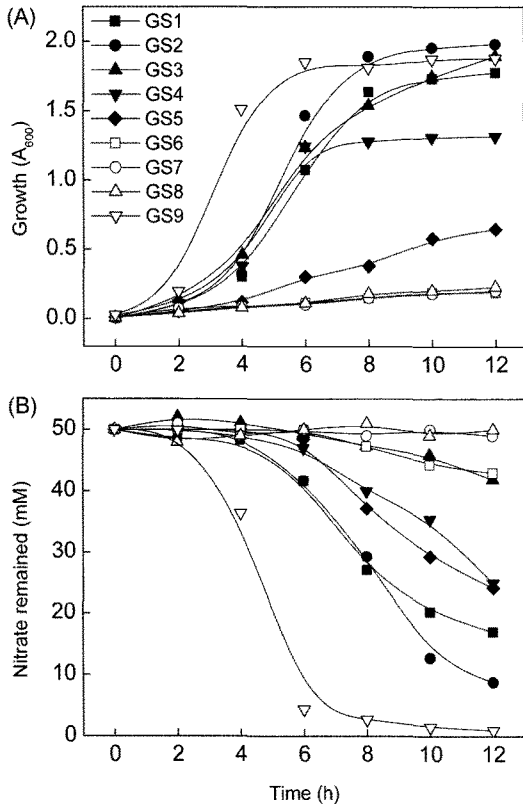 (A)
GS1
GS2
GS3
GS4
GS5
GS6
GS7
GS8
GS9
2.0
1.5
1.0
0.5
0.0
Growth (A600)
0 2 4 6 8 10 12
(B)
50
40
30
20
10
0
Nitrate remained (mM)
0 2 4 6 8 10 12
Time (h)